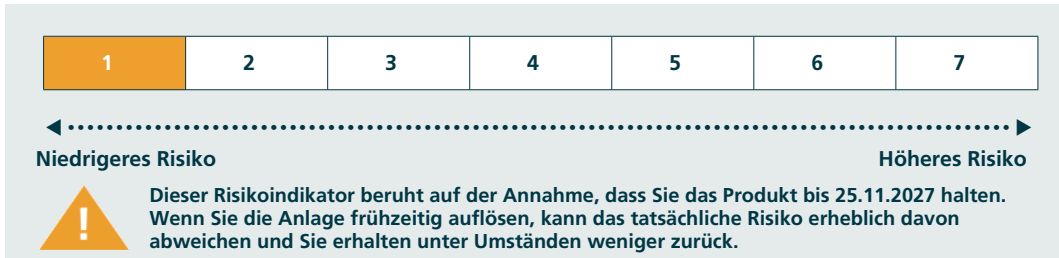 1 2 3 4 5 6 7
Niedrigeres Risiko Höheres Risiko
Dieser Risikoindikator beruht auf der Annahme, dass Sie das Produkt bis 25.11.2027 halten.
Wenn Sie die Anlage frühzeitig auflösen, kann das tatsächliche Risiko erheblich davon
abweichen und Sie erhalten unter Umständen weniger zurück.